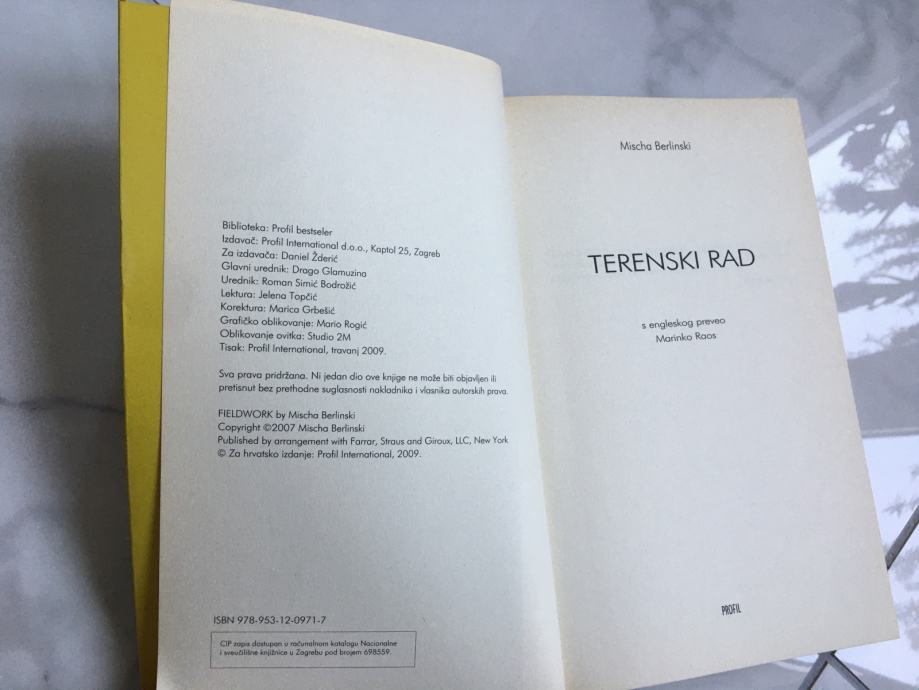 Biblioteka: Profil bestseler
Izdavač: Profil International d.o.o., Kaptol 25, Zagreb
Za izdavača: Daniel Žderić
Glavni urednik: Drago Glamuzina
Urednik: Roman Simić Bodrožić
Lektura: Jelena Topčić
Korektura: Marica Grbešić
Grafičko oblikovanje: Mario Rogić
Oblikovanje ovitka: Studio 2M
Tisak: Profil International, travanj 2009.
Sva prava pridržana. Ni jedan dio ove knjige ne može biti objavljen ili
pretisnut bez prethodne suglasnosti nakladnika i vlasnika autorskih prava.
FIELDWORK by Mischa Berlinski
Copyright ©2007 Mischa Berlinski
Published by arrangement with Farrar, Straus and Giroux, LLC, New York
© Za hrvatsko izdanje: Profil International, 2009.
ISBN 978-953-12-0971-7
CIP zapis dostupan u računalnom katalogu Nacionalne
i sveučilišne knjižnice u Zagrebu pod brojem 698559.
Mischa Berlinski
TERENSKI RAD
s engleskog preveo
Marinko Raos
PROFIL